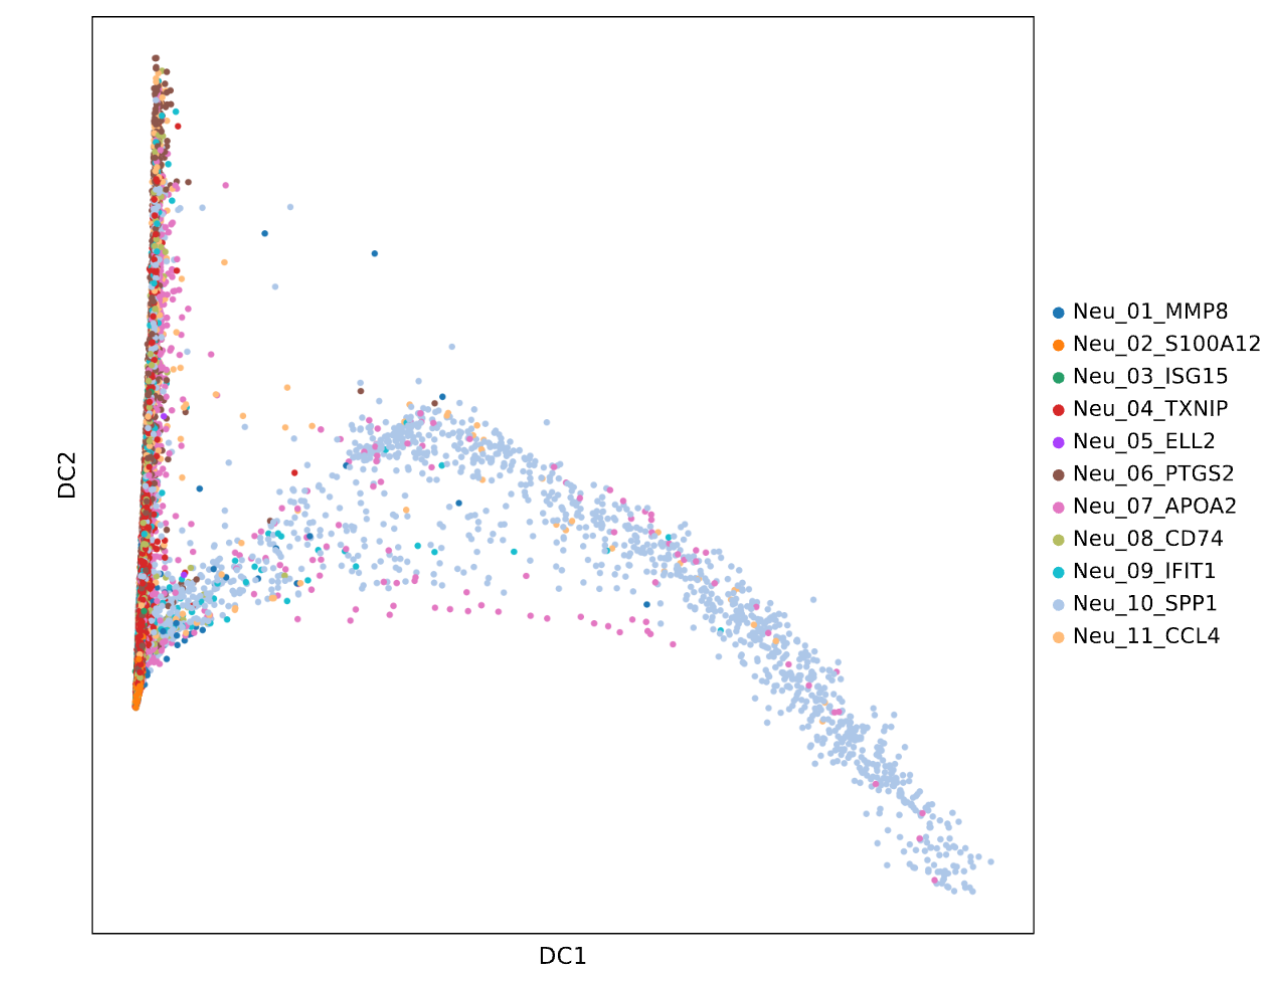 DC2
DC1
Neu_01_MMP8
Neu_02_S100A12
Neu_03_ISG15
Neu_04_TXNIP
Neu_05_ELL2
Neu_06_PTGS2
Neu_07_APOA2
Neu_08_CD74
Neu_09_IFIT1
Neu_10_SPP1
Neu_11_CCL4